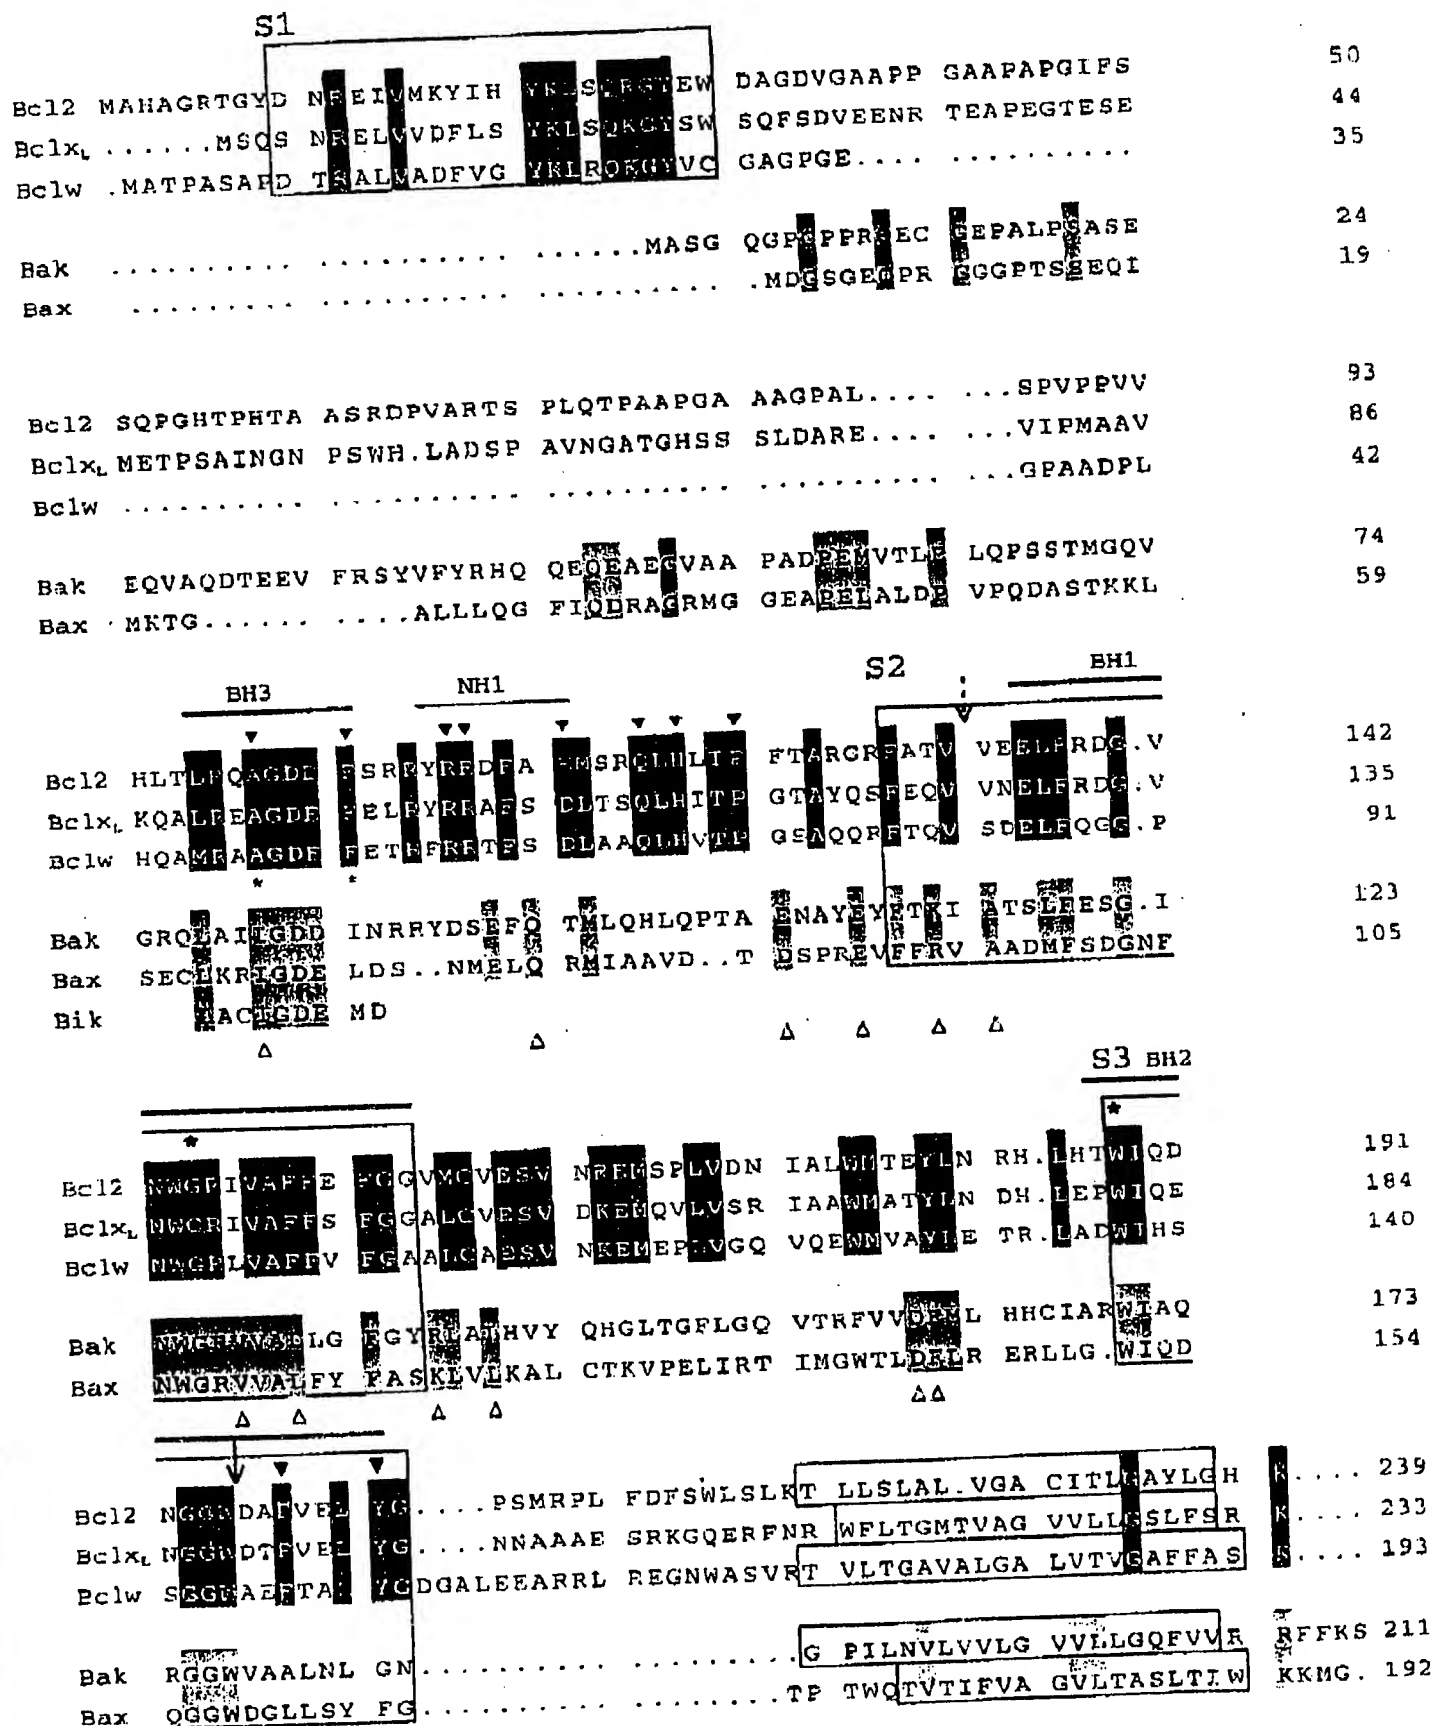 S1
Bcl2 MAHAGRTGYD NREIVMKYIH YKLSQRGYEW DAGDVGAAPP GAAPAPGIFS 50
BclxL ......MSQS NRELVVDFLS YKLSQKGYSW SQFSDVEENR TEAPEGTESE 44
Bclw .MATPASAPD TRALVADFVG YKLRQKGYVC GAGPGE.... .......... 35
Bak .......... .......... ......MASG QGPGPPRQEC GEPALPSASE 24
Bax .......... .......... .......... .MDGSGEQPR GGGPTSSEQI 19
Bcl2 SQPGHTPHTA ASRDPVARTS PLQTPAAPGA AAGPAL.... ...SPVPPVV 93
BclxL METPSAINGN PSWH.LADSP AVNGATGHSS SLDARE.... ...VIPMAAV 86
Bclw .......... .......... .......... .......... ...GPAADPL 42
Bak EQVAQDTEEV FRSYVFYRHQ QEQEAEGVAA PADPEMVTLP LQPSSTMGQV 74
Bax MKTG...... ....ALLLQG FIQDRAGRMG GEAPELALDP VPQDASTKKL 59
BH3 NH1 S2 BH1
Bcl2 HLTLRQAGDD FSRRYRRDFA EMSRQLHLTP FTARGRFATV VEELFRDG.V 142
BclxL KQALREAGDE FELRYRRAFS DLTSQLHITP GTAYQSFEQV VNELFRDG.V 135
Bclw HQAMRAAGDE FETRFRRTFS DLAAQLHVTP GSAQQRFTQV SDELFQGG.P 91
* *
Bak GRQLAIIGDD INRRYDSEFQ TMLQHLQPTA ENAYEYFTKI ATSLFESG.I 123
Bax SECLKRIGDE LDS..NMELQ RMIAAVD..T DSPREVFFRV AADMFSDGNF 105
Bik LACIGDE MD
S3 BH2
* *
Bcl2 NWGRIVAFFE FGGVMCVESV NREMSPLVDN IALWMTEYLN RH.LHTWIQD 191
BclxL NWGRIVAFFS FGGALCVESV DKEMQVLVSR IAAWMATYLN DH.LEPWIQE 184
Bclw NWGRLVAFFV FGAALCAESV NKEMEPLVGQ VQEWMVAYLE TR.LADWIHS 140
Bak NWGRVVALLG FGYRLALHVY QHGLTGFLGQ VTRFVVDFML HHCIARWIAQ 173
Bax NWGRVVALFY FASKLVLKAL CTKVPELIRT IMGWTLDFLR ERLLG.WIQD 154
Bcl2 NGGWDAFVEL YG....PSMRPL FDFSWLSLKT LLSLAL.VGA CITLGAYLGH K.... 239
BclxL NGGWDTFVEL YG....NNAAAE SRKGQERFNR WFLTGMTVAG VVLLGSLFSR K.... 233
Bclw SGGWAEFTAL YGDGALEEARRL REGNWASVRT VLTGAVALGA LVTVGAFFAS K.... 193
Bak RGGWVAALNL GN.......... .........G PILNVLVVLG VVLLGQFVVR RFFKS 211
Bax QGGWDGLLSY FG.......... ........TP TWQTVTIFVA GVLTASLTIW KKMG. 192